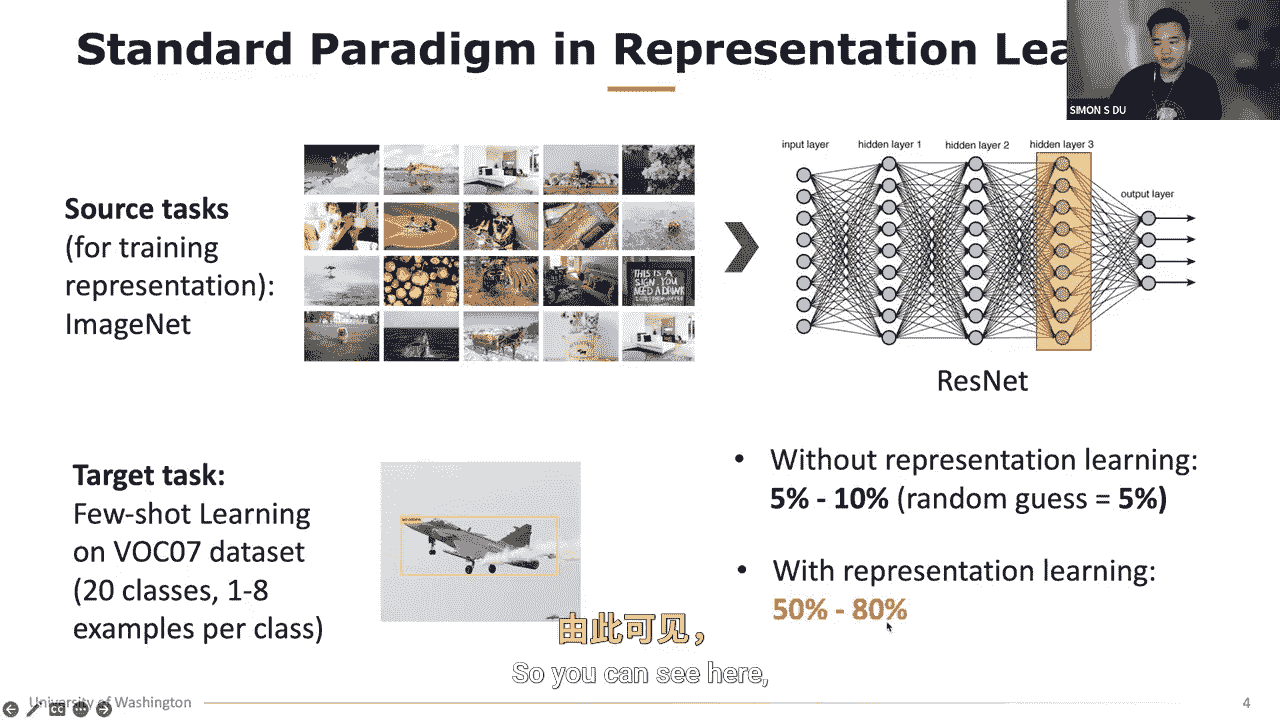 Standard Paradigm in Representation Lea
SIMON S DU
Source tasks
(for training
representation):
ImageNet
THIS IS A
SIGN YOU
NEED A DRINK
input layer
hidden layer 1
hidden layer 2
hidden layer 3
output layer
ResNet
Target task:
Few-shot Learning
on VOC07 dataset
(20 classes, 1-8
examples per class)
• Without representation learning:
5% - 10% (random guess = 5%)
• With representation learning:
50% - 80%
由此可见，
So you can see here,
University of Washington
4